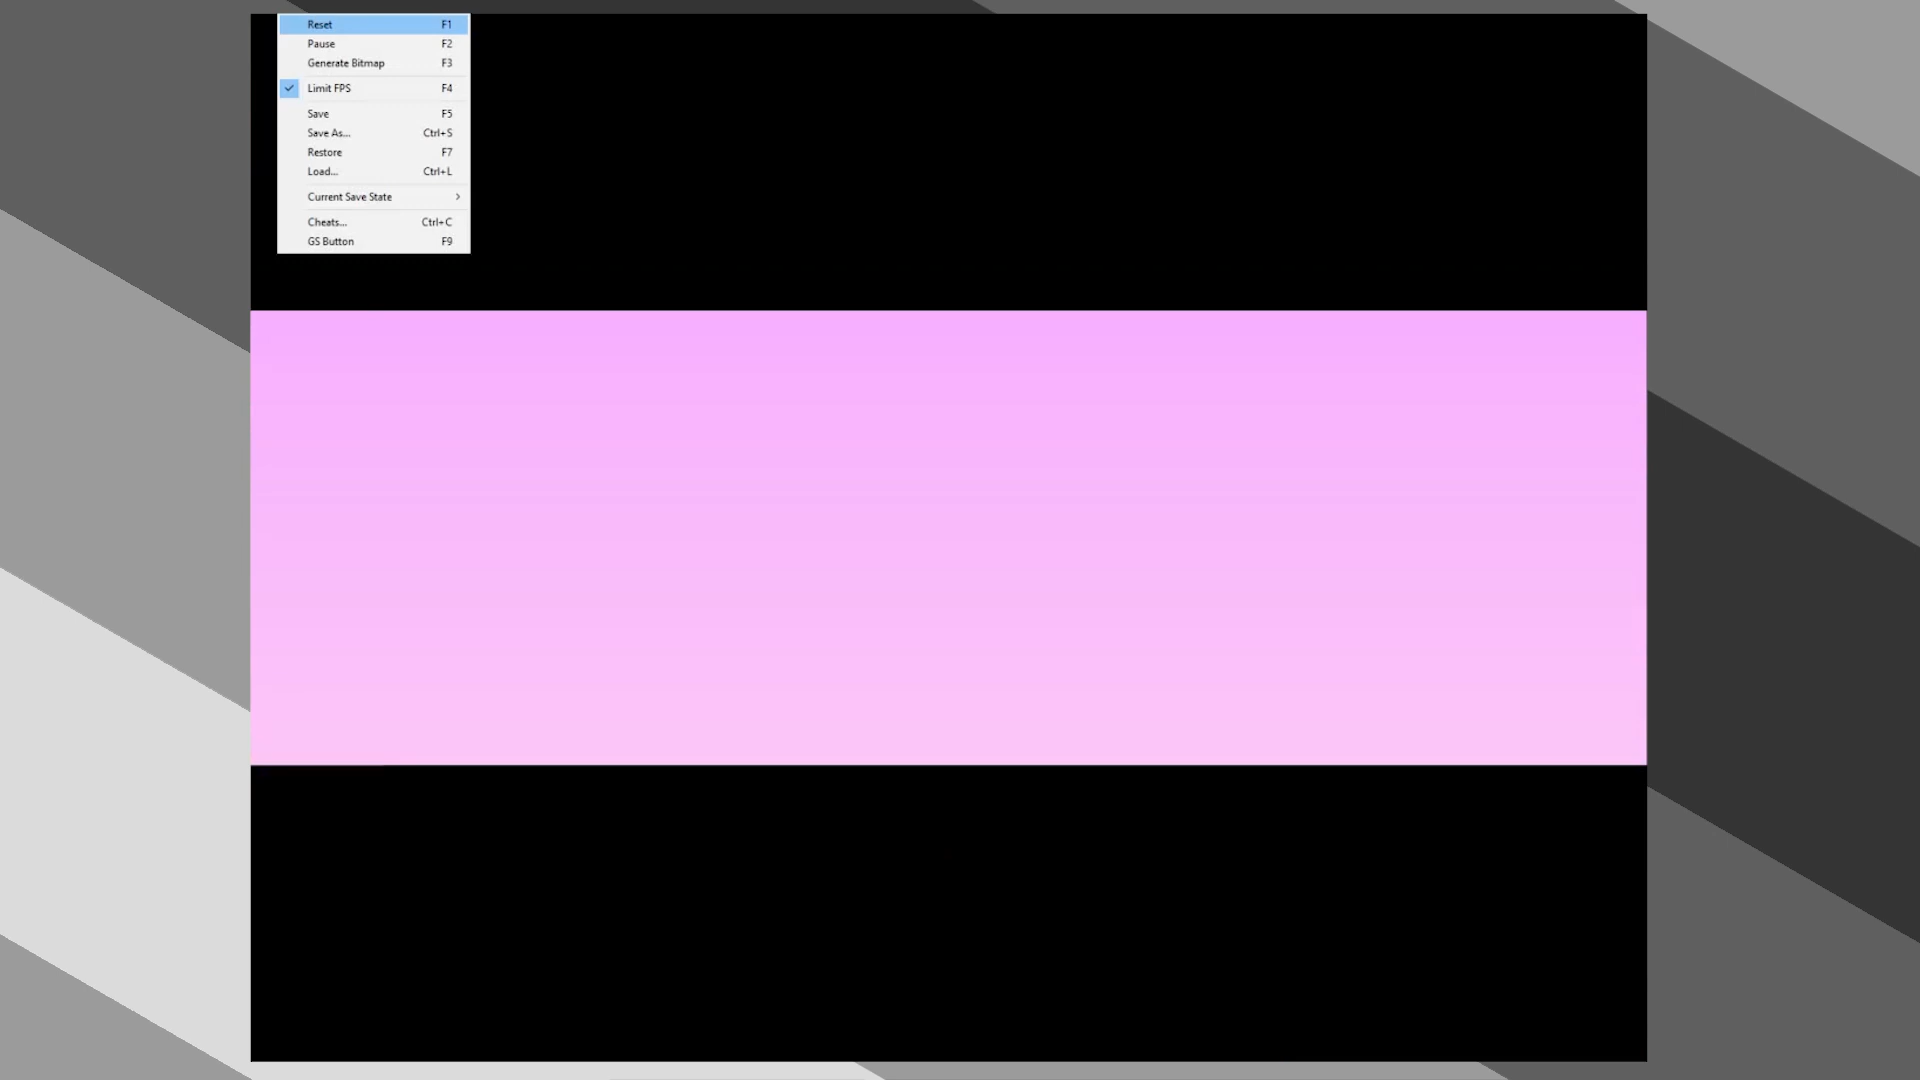 Reset F1
Pause F2
Generate Bitmap F3
Limit FPS F4
Save F5
Save As... Ctrl+S
Restore F7
Load... Ctrl+L
Current Save State
Cheats... Ctrl+C
GS Button F9